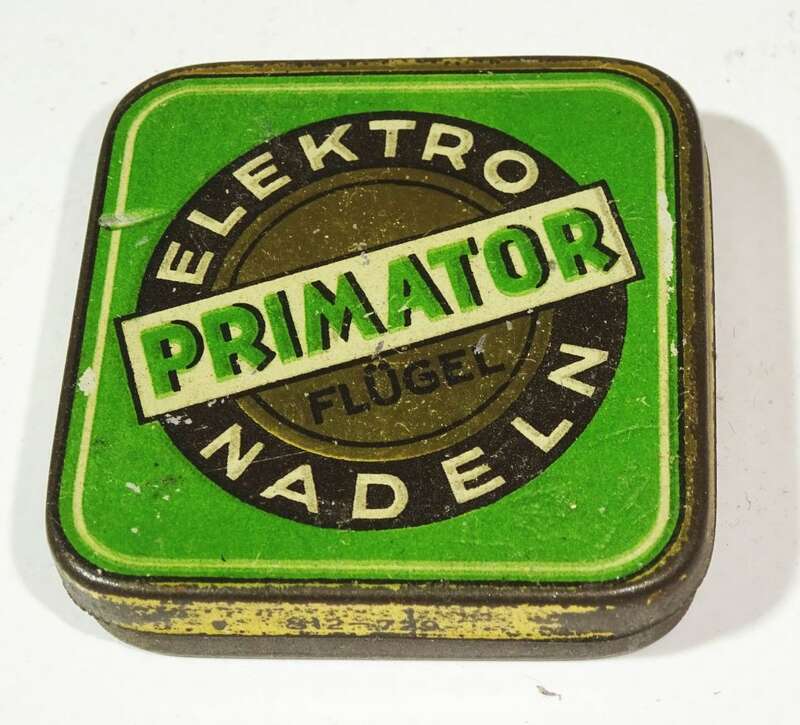 ELEKTRO
PRIMATOR
FLÜGEL
NADELN